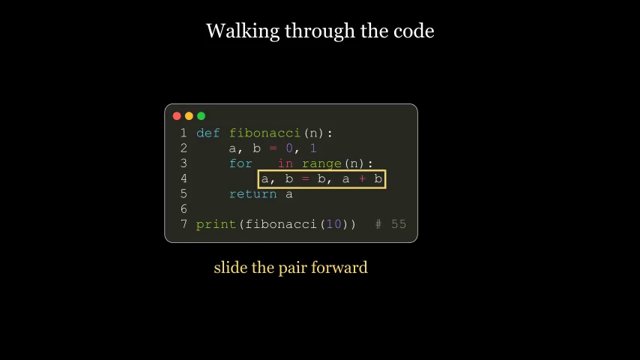 Walking through the code
1 def fibonacci(n):
2     a, b = 0, 1
3     for   in range(n):
4         a, b = b, a + b
5     return a
6
7 print(fibonacci(10))  # 55
slide the pair forward